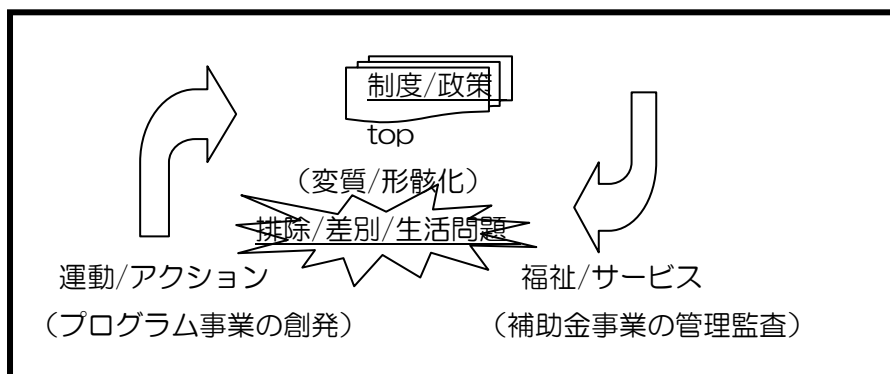 制度/政策
top
（変質/形骸化）
排除/差別/生活問題
運動/アクション
福祉/サービス
（プログラム事業の創発）
（補助金事業の管理監査）